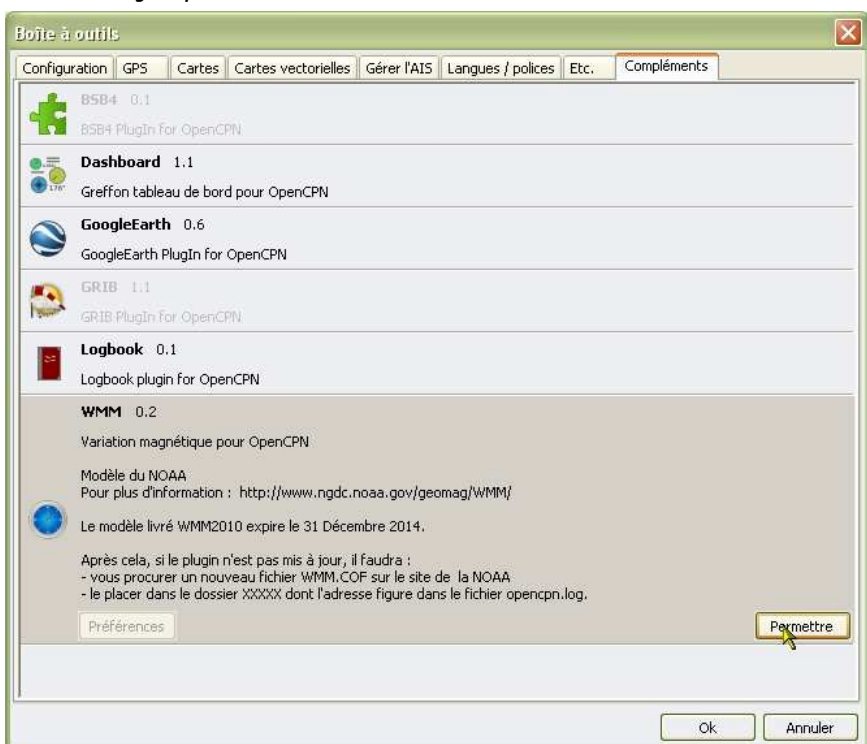 Boîte à outils
Configuration GPS Cartes Cartes vectorielles Gérer l'AIS Langues / polices Etc. Compléments
BSB4 0.1
BSB4 PlugIn for OpenCPN
Dashboard 1.1
Greffon tableau de bord pour OpenCPN
GoogleEarth 0.6
GoogleEarth PlugIn for OpenCPN
GRIB 1.1
GRIB PlugIn for OpenCPN
Logbook 0.1
Logbook plugin for OpenCPN
WMM 0.2
Variation magnétique pour OpenCPN
Modèle du NOAA
Pour plus d'information : http://www.ngdc.noaa.gov/geomag/WMM/
Le modèle livré WMM2010 expire le 31 Décembre 2014.
Après cela, si le plugin n'est pas mis à jour, il faudra :
- vous procurer un nouveau fichier WMM.COF sur le site de la NOAA
- le placer dans le dossier XXXXX dont l'adresse figure dans le fichier opencpn.log.
Préférences Permettre
Ok Annuler